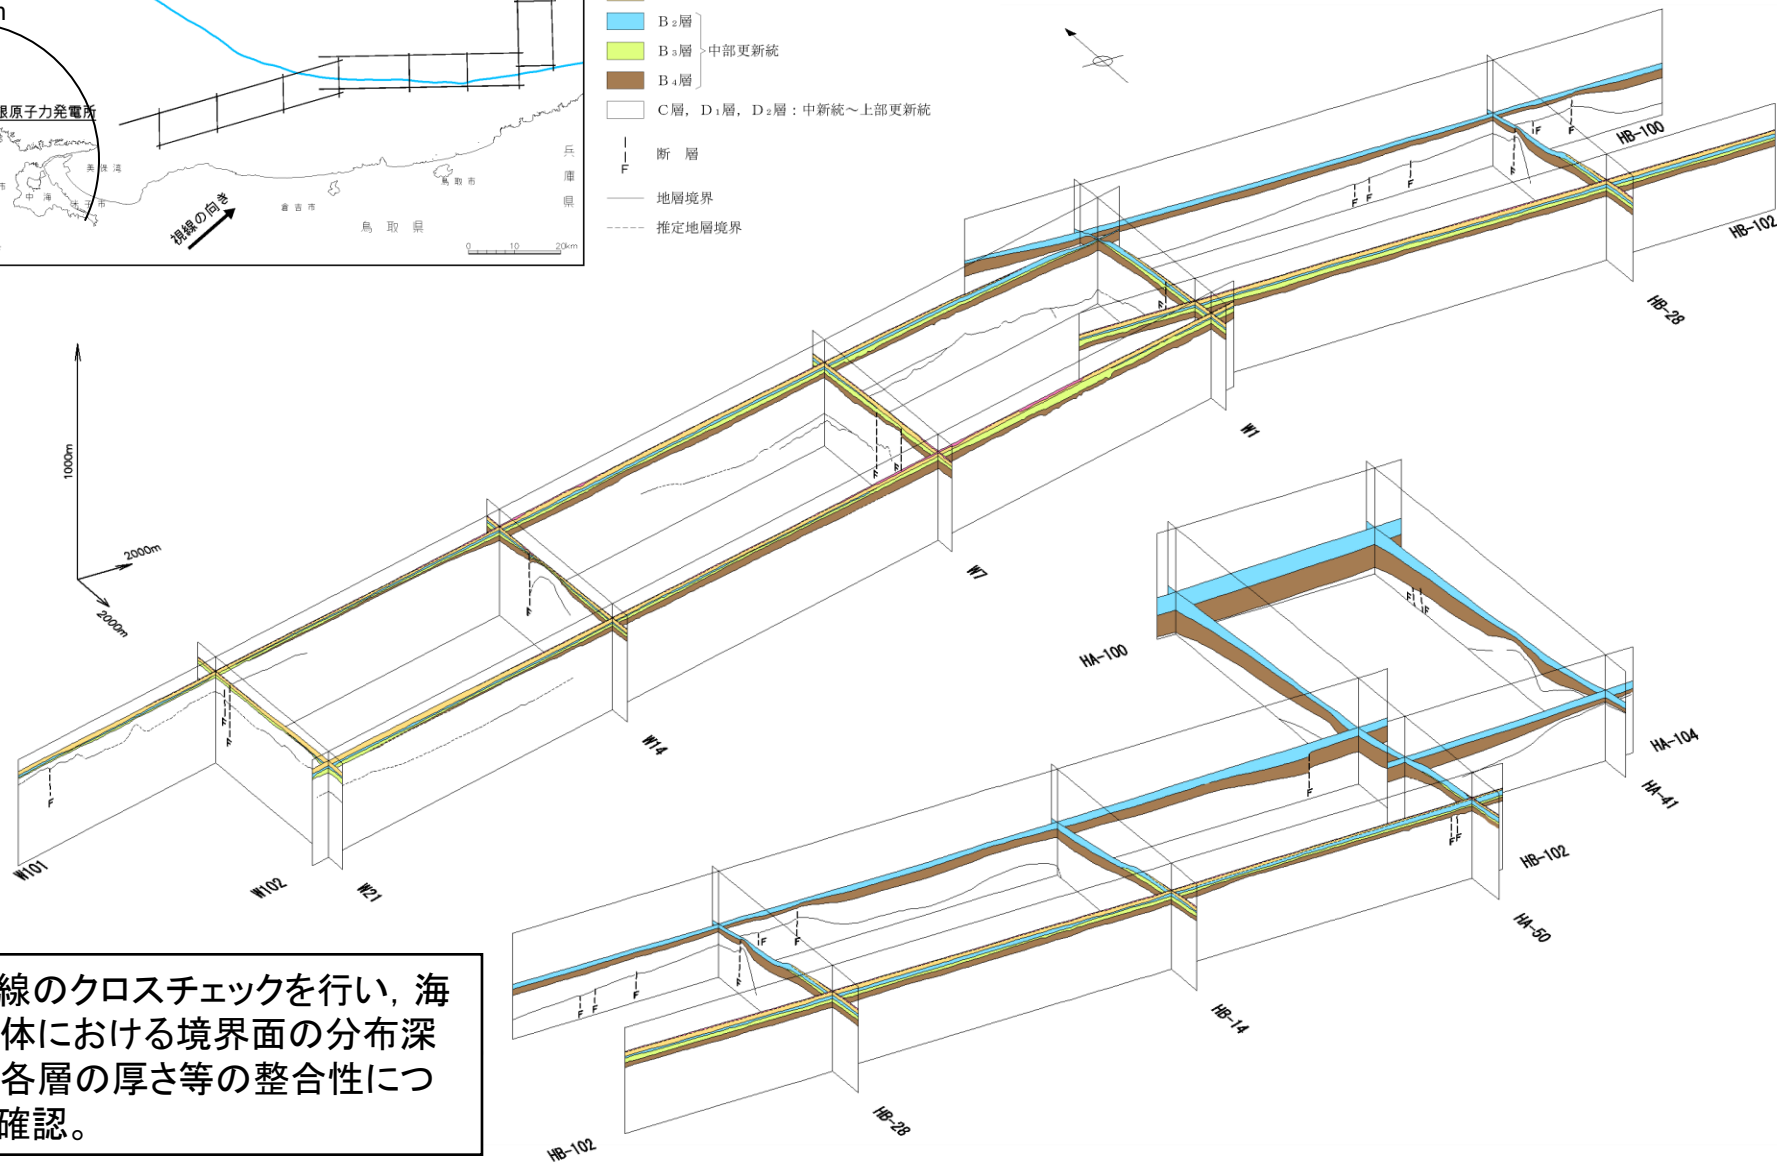 m
根原子力発電所
美保湾
中海
米子市
市
倉吉市
鳥取市
鳥取県
兵庫県
視線の向き
0 10 20km
B₂層
B₃層
B₄層
中部更新統
C層，D₁層，D₂層：中新統～上部更新統
F
断 層
地層境界
推定地層境界
1000m
2000m
2000m
HB-100
HB-102
HB-28
W1
W7
W14
W21
W102
W101
F
F
F
F
F
F
F
F
F
F
F
F
F
HA-100
HA-104
HA-41
HB-102
HA-50
HB-14
HB-28
HB-102
F
F
F
F
F
F
F
F
F
F
F
線のクロスチェックを行い，海
体における境界面の分布深
各層の厚さ等の整合性につ
確認。